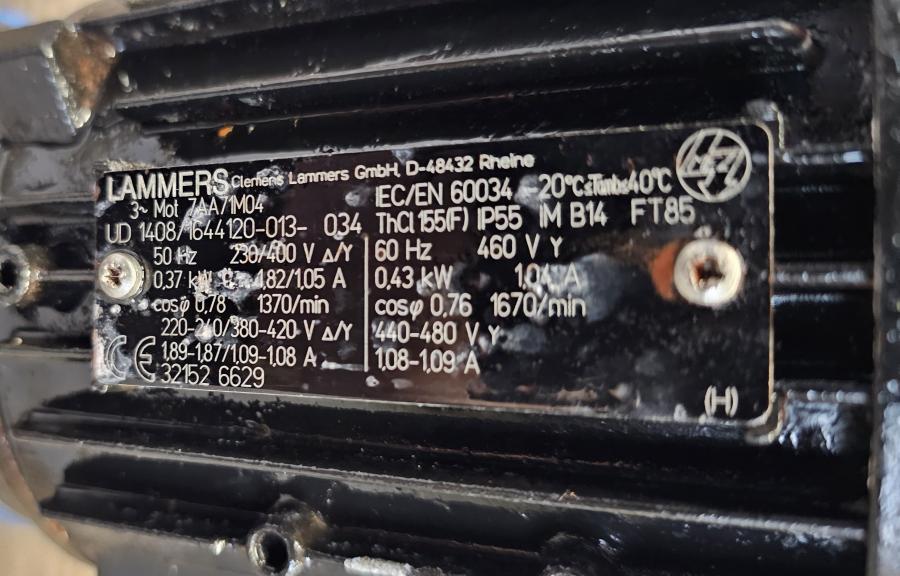 LAMMERS Clemens Lammers GmbH, D-48432 Rheine
3~ Mot 7AA71M04
UD 1408/1644120-013- 034
IEC/EN 60034 -20°C≤Tamb≤40°C
ThCl 155(F) IP55 IM B14 FT85
50 Hz 230/400 V Δ/Y
0,37 kW 1,82/1,05 A
cosφ 0,78 1370/min
220-240/380-420 V Δ/Y
1,89-1,87/1,09-1,08 A
CE 32152 6629
60 Hz 460 V Y
0,43 kW A
cosφ 0,76 1670/min
440-480 V Y
1,08-1,09 A
(H)